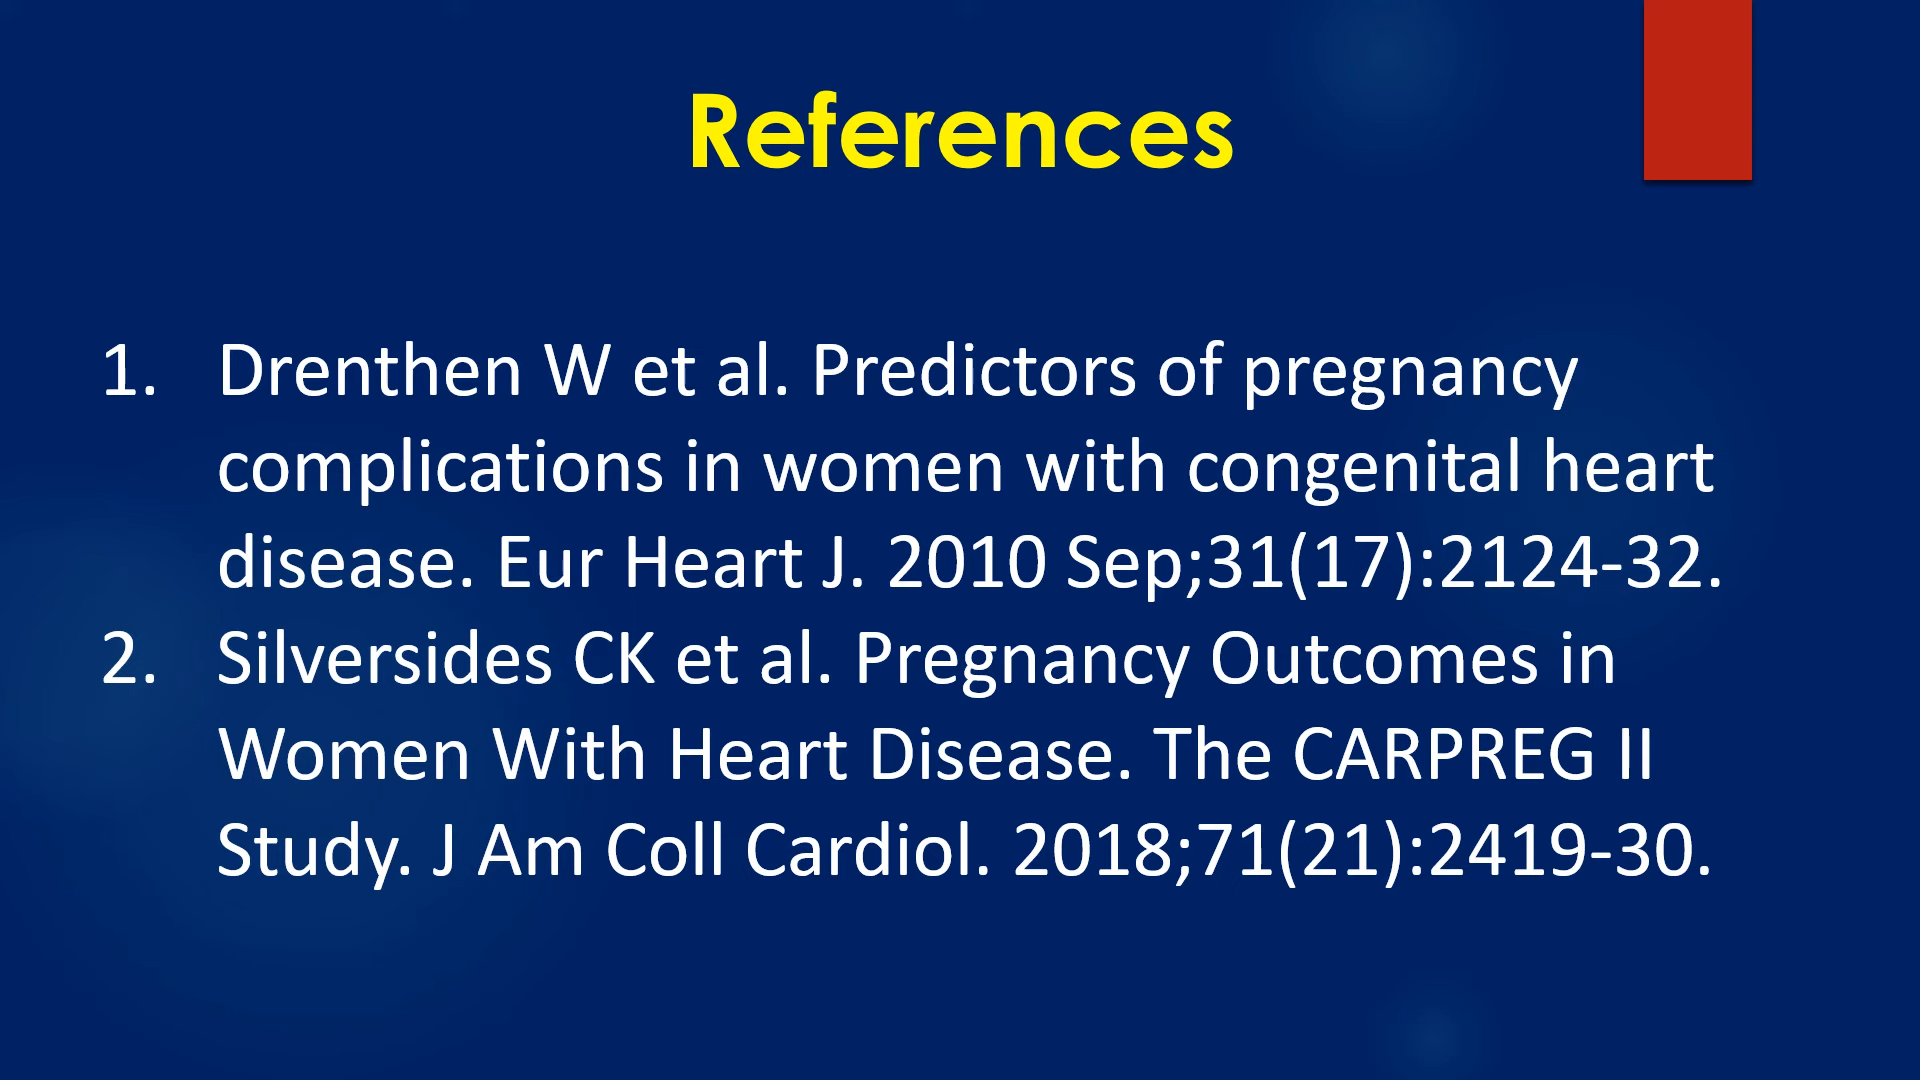 References
1. Drenthen W et al. Predictors of pregnancy
complications in women with congenital heart
disease. Eur Heart J. 2010 Sep;31(17):2124-32.
2. Silversides CK et al. Pregnancy Outcomes in
Women With Heart Disease. The CARPREG II
Study. J Am Coll Cardiol. 2018;71(21):2419-30.